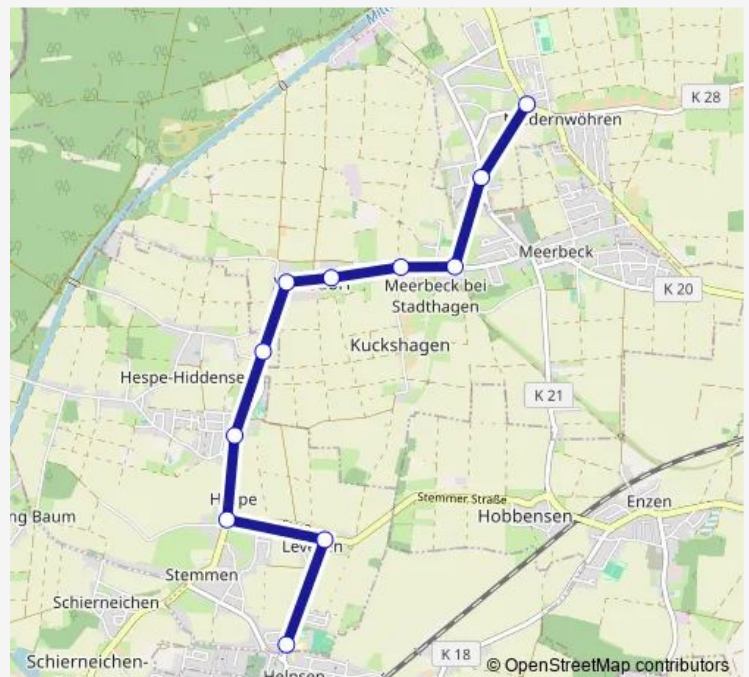 K 28
Meerbeck
K 20
Meerbeck bei
Stadthagen
Kuckshagen
Hespe-Hiddense
K 21
Stemmer Straße
Enzen
Hobbensen
Stemmen
Schierneichen
K 18
Schierneichen-
Helpsen
© OpenStreetMap contributors